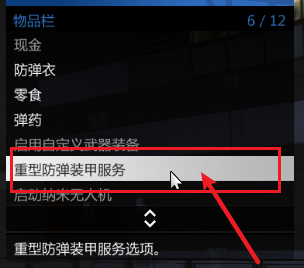 物品栏 6 / 12
现金
防弹衣
零食
弹药
启用自定义武器装备
重型防弹装甲服务
启动纳米无人机
重型防弹装甲服务选项。